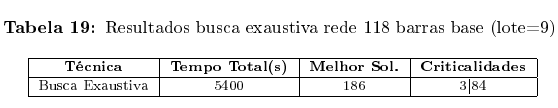 Tabela 19: Resultados busca exaustiva rede 118 barras base (lote=9)
Técnica Tempo Total(s) Melhor Sol. Criticalidades
Busca Exaustiva 5400 186 3|84